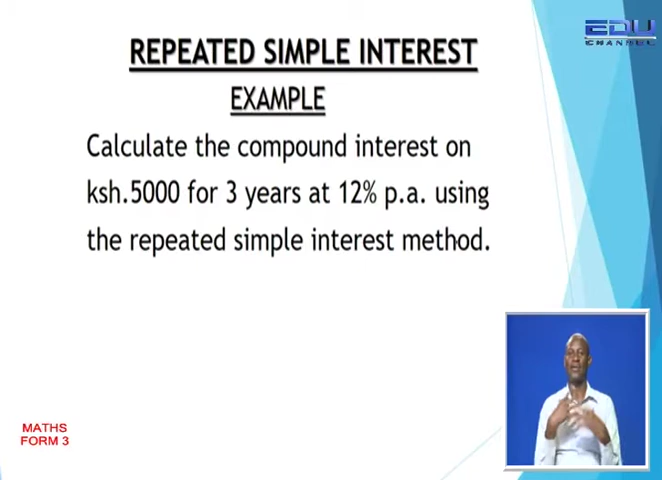 EDU
CHANNEL
REPEATED SIMPLE INTEREST
EXAMPLE
Calculate the compound interest on
ksh.5000 for 3 years at 12% p.a. using
the repeated simple interest method.
MATHS
FORM 3